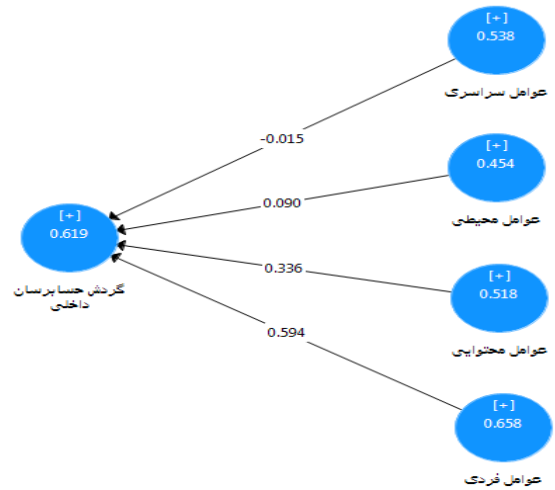 [+]
0.538
عوامل سراسری
-0.015
[+]
0.454
عوامل محیطی
0.090
[+]
0.619
گردش حسابرسان
داخلی
0.336
[+]
0.518
عوامل محتوایی
0.594
[+]
0.658
عوامل فردی